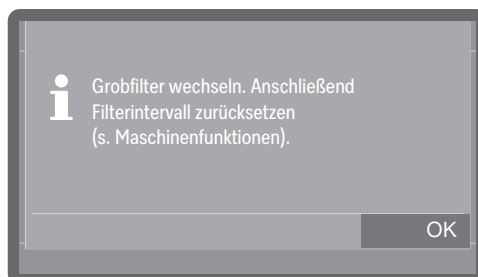 Grobfilter wechseln. Anschließend
Filterintervall zurücksetzen
(s. Maschinenfunktionen).
OK